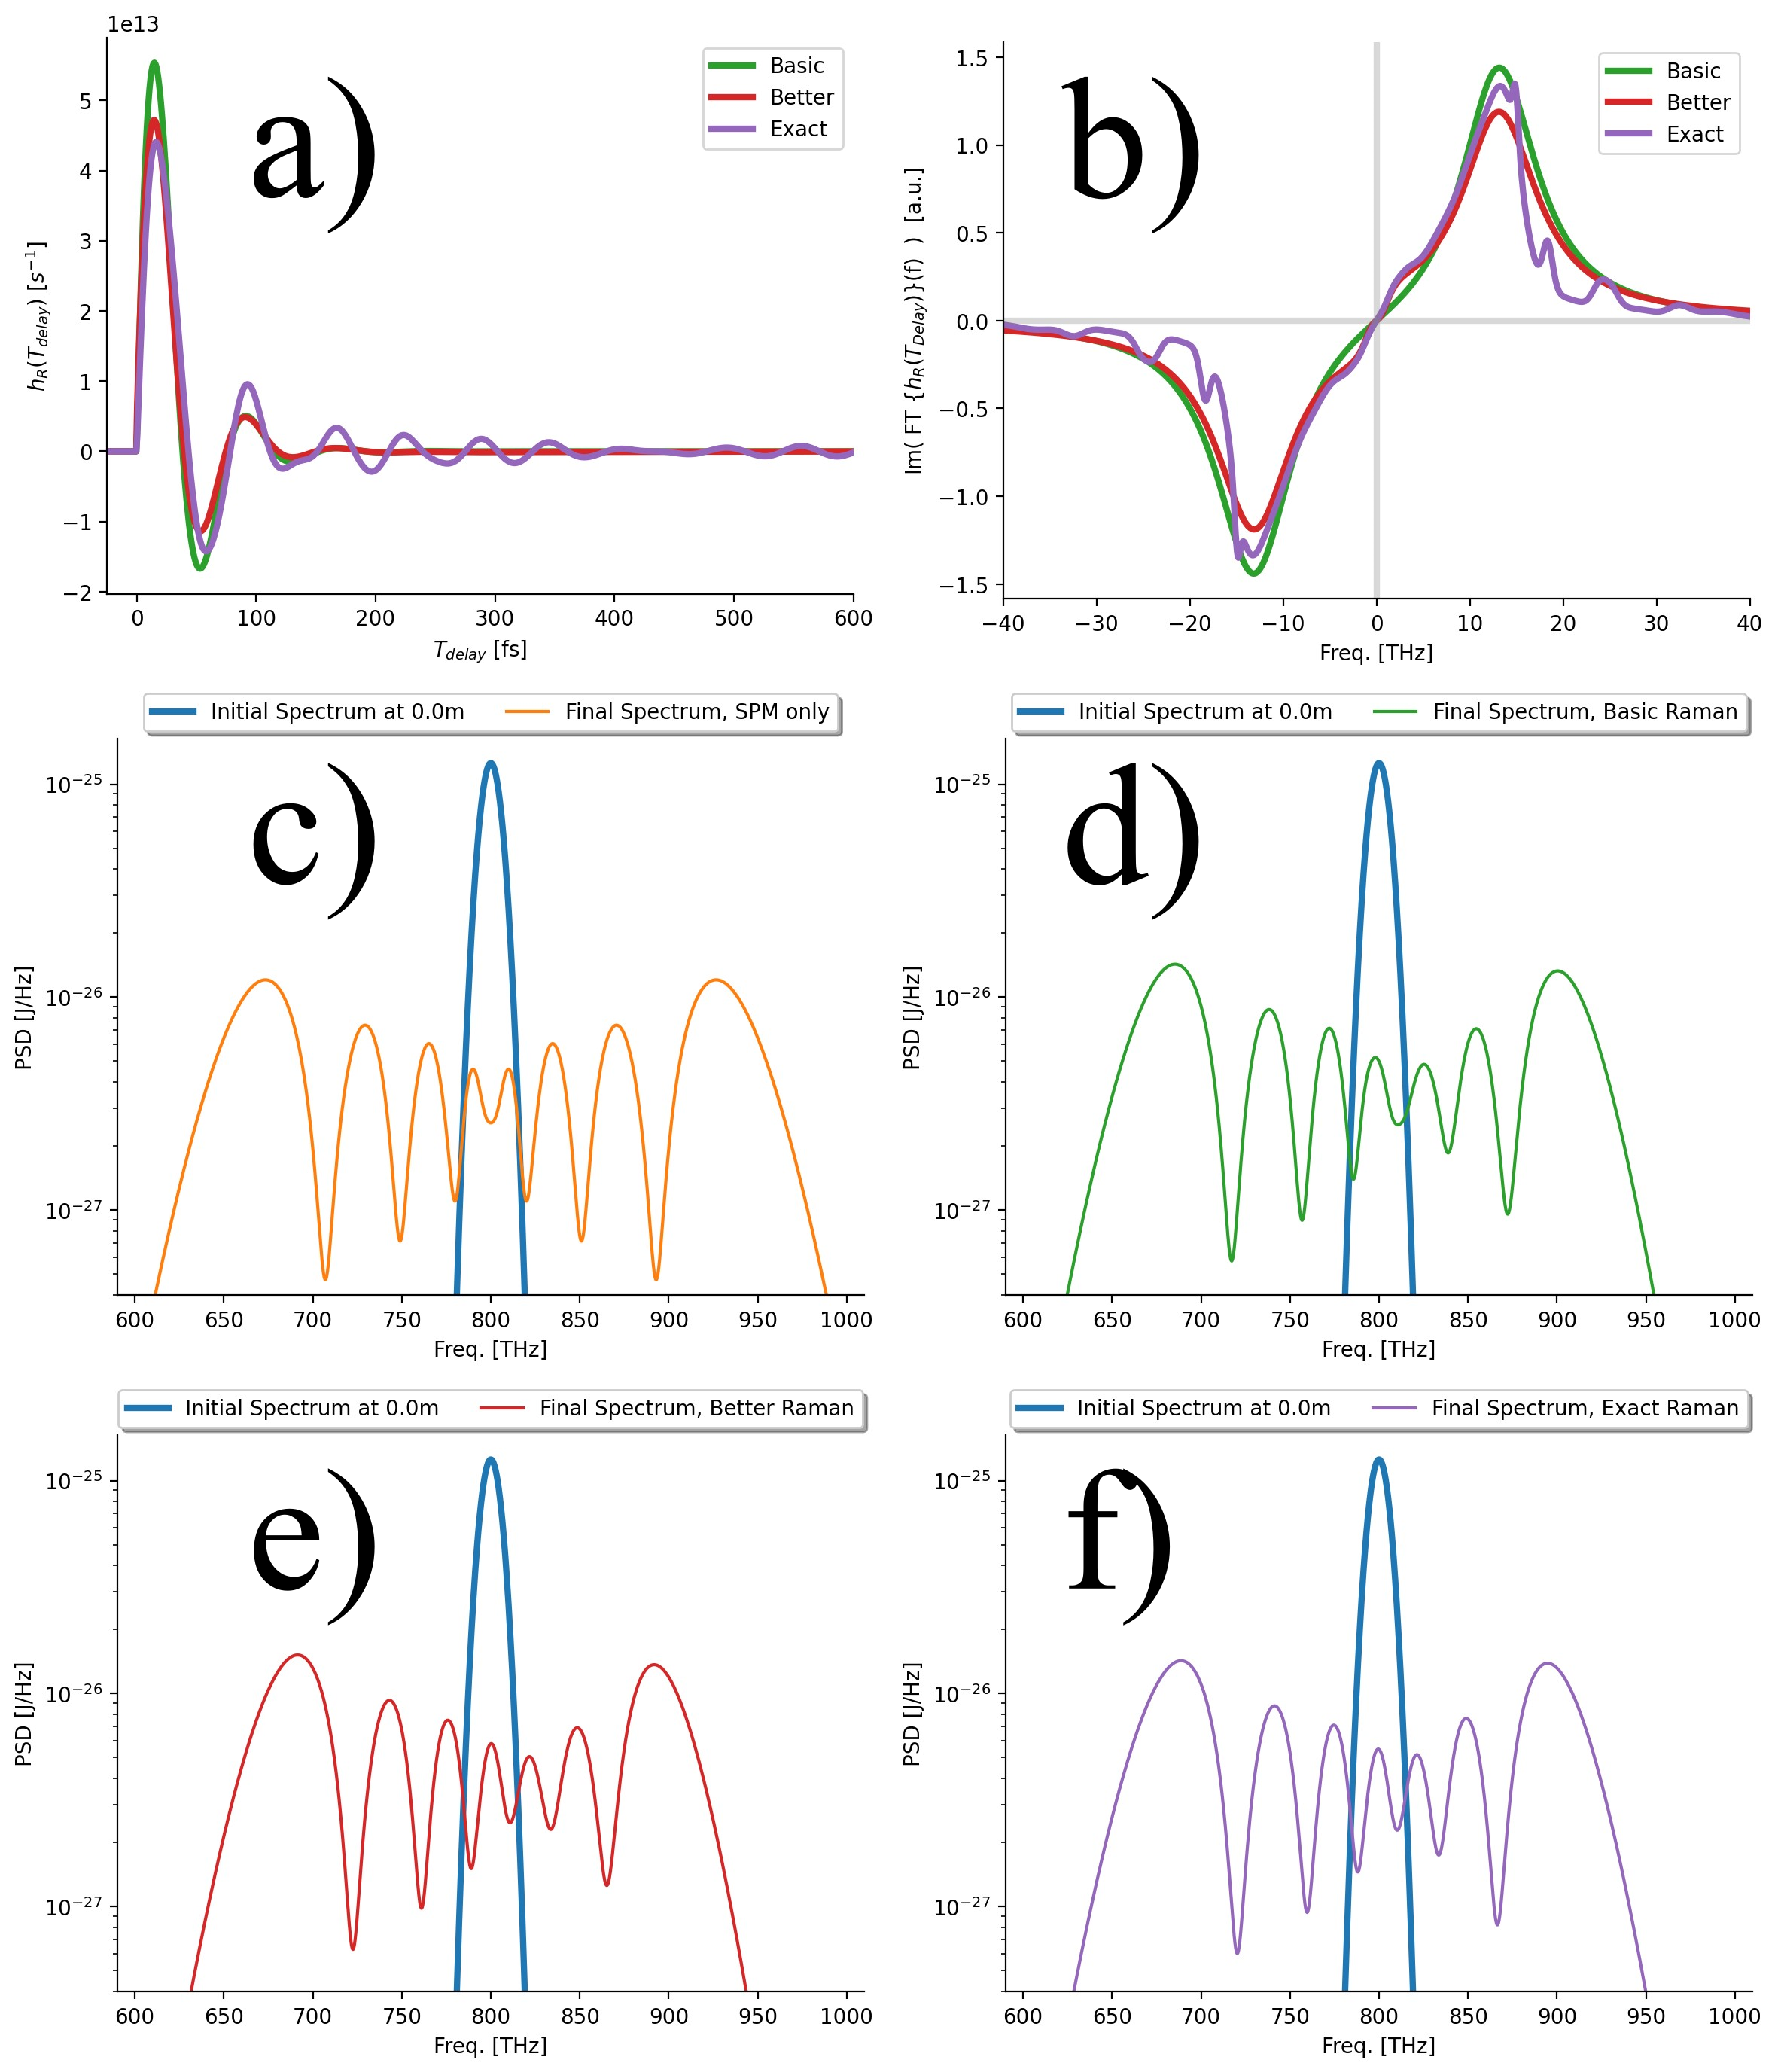 1e13
a)
Basic
Better
Exact
5
4
3
2
1
0
−1
−2
h_R(T_delay) [s⁻¹]
0 100 200 300 400 500 600
T_delay [fs]
b)
Basic
Better
Exact
1.5
1.0
0.5
0.0
−0.5
−1.0
−1.5
Im( FT {h_R(T_Delay)}(f) ) [a.u.]
−40 −30 −20 −10 0 10 20 30 40
Freq. [THz]
Initial Spectrum at 0.0m Final Spectrum, SPM only
c)
10⁻²⁵
10⁻²⁶
10⁻²⁷
PSD [J/Hz]
600 650 700 750 800 850 900 950 1000
Freq. [THz]
Initial Spectrum at 0.0m Final Spectrum, Basic Raman
d)
10⁻²⁵
10⁻²⁶
10⁻²⁷
PSD [J/Hz]
600 650 700 750 800 850 900 950 1000
Freq. [THz]
Initial Spectrum at 0.0m Final Spectrum, Better Raman
e)
10⁻²⁵
10⁻²⁶
10⁻²⁷
PSD [J/Hz]
600 650 700 750 800 850 900 950 1000
Freq. [THz]
Initial Spectrum at 0.0m Final Spectrum, Exact Raman
f)
10⁻²⁵
10⁻²⁶
10⁻²⁷
PSD [J/Hz]
600 650 700 750 800 850 900 950 1000
Freq. [THz]